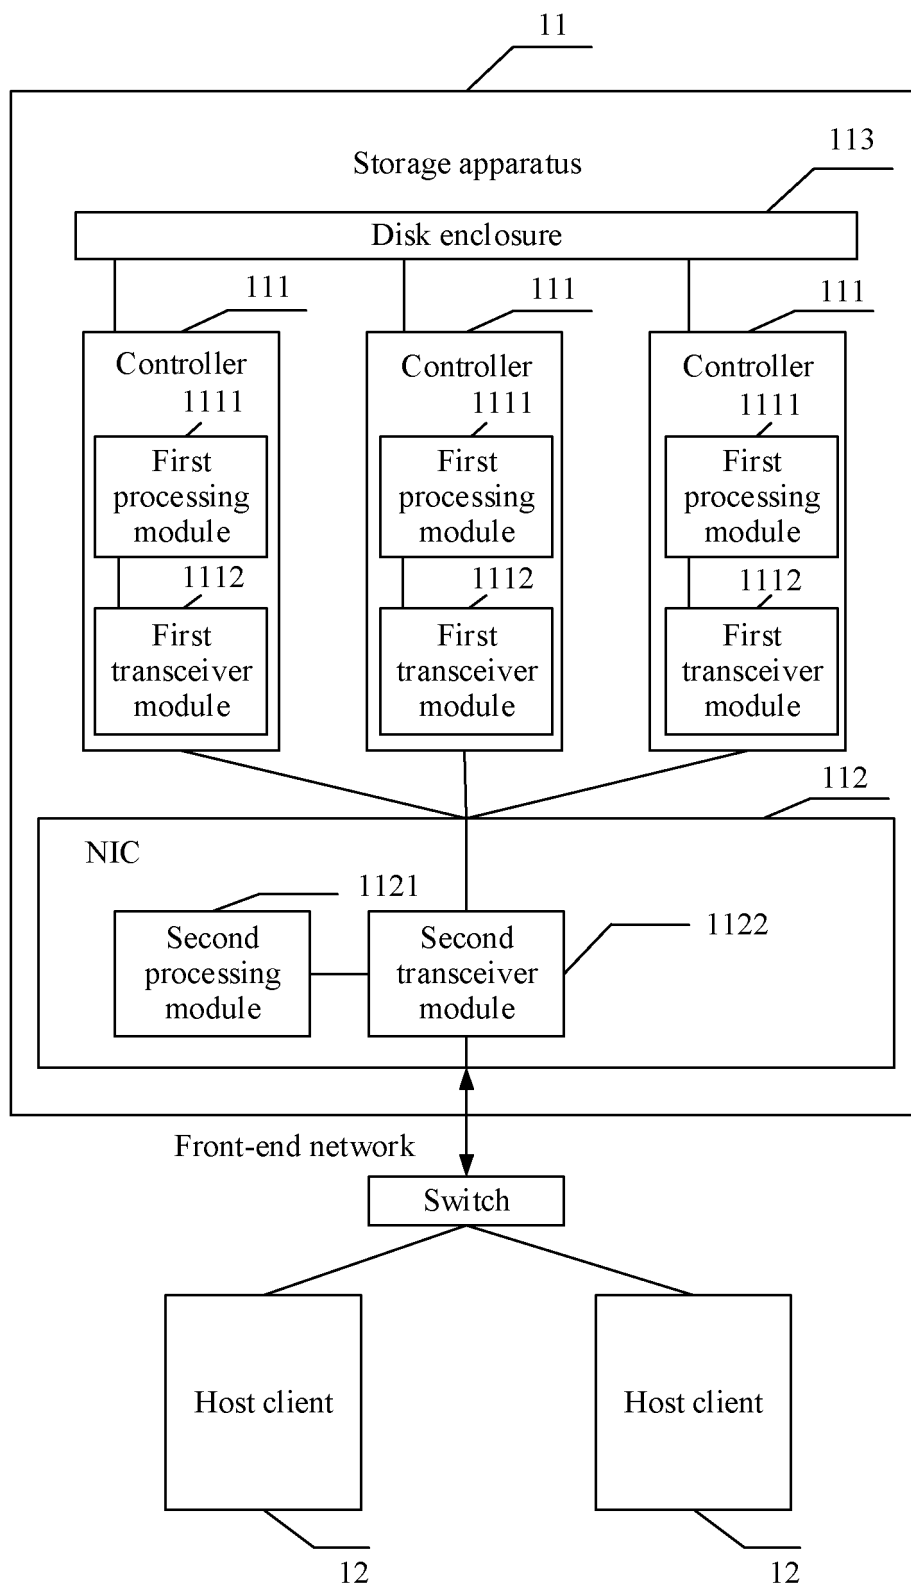 11
113
Storage apparatus
Disk enclosure
111
111
111
Controller
Controller
Controller
1111
1111
1111
First
processing
module
First
processing
module
First
processing
module
1112
1112
1112
First
transceiver
module
First
transceiver
module
First
transceiver
module
112
NIC
1121
1122
Second
processing
module
Second
transceiver
module
Front-end network
Switch
Host client
Host client
12
12